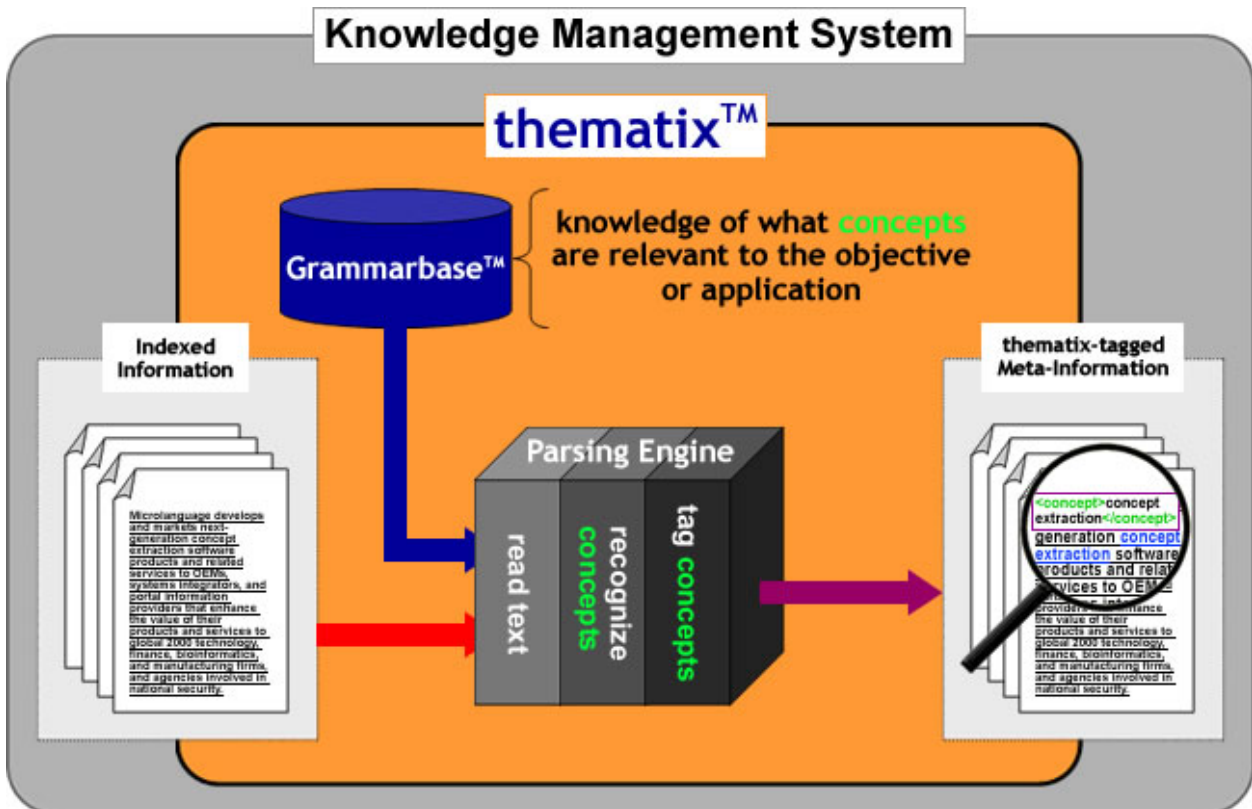 Knowledge Management System
thematix™
Grammarbase™
knowledge of what concepts
are relevant to the objective
or application
Indexed
Information
Microlanguage develops
and markets next-
generation concept
extraction software
products and related
services to OEMs,
systems integrators, and
portal information
providers that enhance
the value of their
products and services to
global 2000 technology,
finance, bioinformatics,
and manufacturing firms,
and agencies involved in
national security.
Parsing Engine
read text
recognize
concepts
tag concepts
thematix-tagged
Meta-Information
<concept>concept
extraction</concept>
generation concept
extraction software
products and relat
services to OEMs
the value of their
products and services to
global 2000 technology,
finance, bioinformatics,
and manufacturing firms,
and agencies involved in
national security.